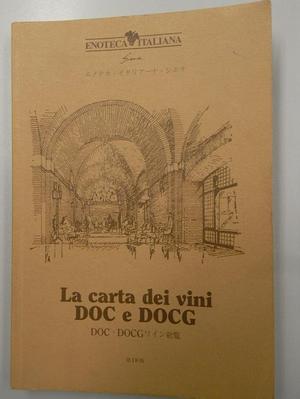 ENOTECA ITALIANA
Siena
エノテカ・イタリアーナ・シエナ
La carta dei vini
DOC e DOCG
DOC・DOCGワイン総覧